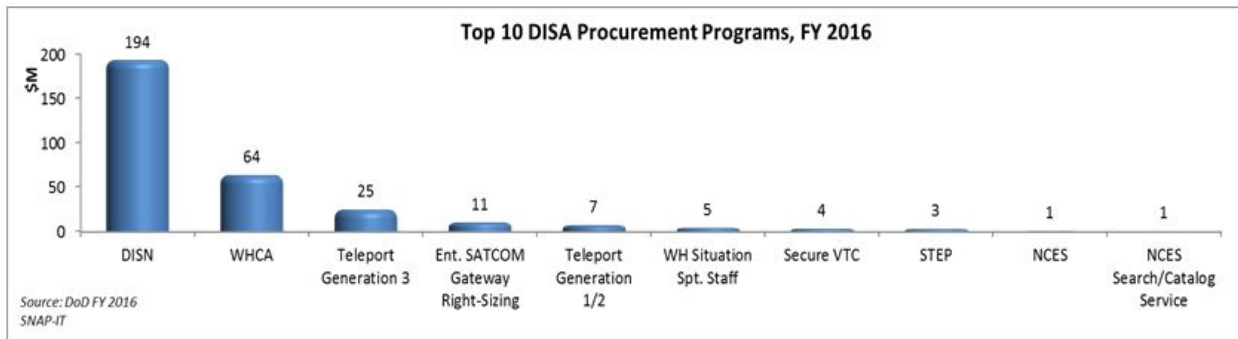 Top 10 DISA Procurement Programs, FY 2016
$M
200
150
100
50
0
194
64
25
11
7
5
4
3
1
1
DISN
WHCA
Teleport
Generation 3
Ent. SATCOM
Gateway
Right-Sizing
Teleport
Generation
1/2
WH Situation
Spt. Staff
Secure VTC
STEP
NCES
NCES
Search/Catalog
Service
Source: DoD FY 2016
SNAP-IT